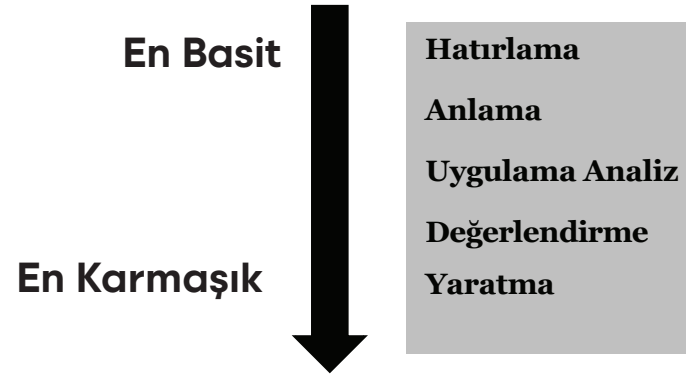 En Basit
En Karmaşık
Hatırlama
Anlama
Uygulama Analiz
Değerlendirme
Yaratma